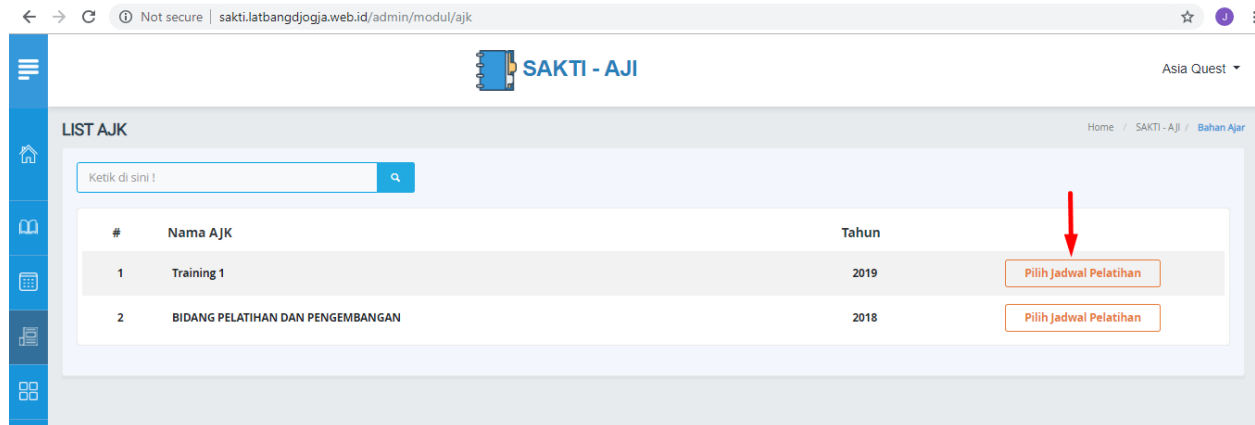 Not secure | sakti.latbangdjogja.web.id/admin/modul/ajk
J
SAKTI - AJI
Asia Quest
LIST AJK
Home / SAKTI - AJI / Bahan Ajar
Ketik di sini !
# Nama AJK Tahun
1 Training 1 2019 Pilih Jadwal Pelatihan
2 BIDANG PELATIHAN DAN PENGEMBANGAN 2018 Pilih Jadwal Pelatihan